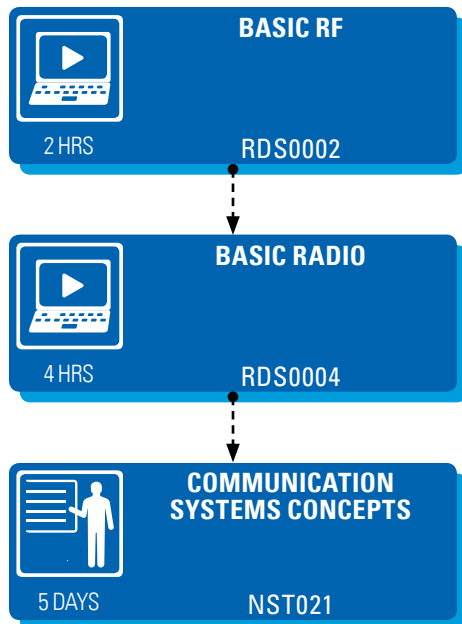 BASIC RF
2 HRS
RDS0002
BASIC RADIO
4 HRS
RDS0004
COMMUNICATION
SYSTEMS CONCEPTS
5 DAYS
NST021